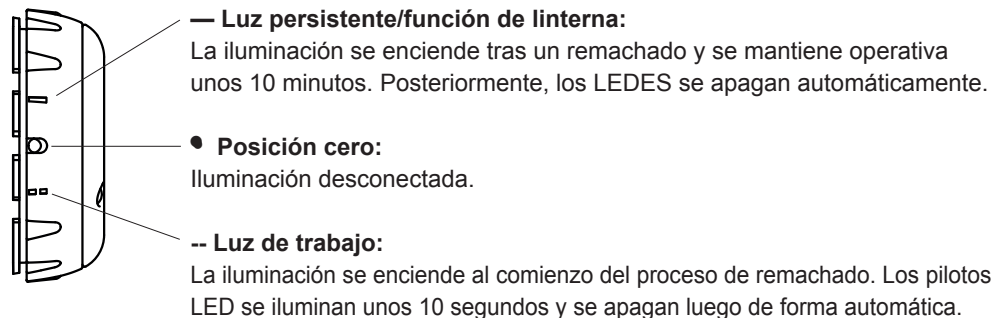 — Luz persistente/función de linterna:
La iluminación se enciende tras un remachado y se mantiene operativa
unos 10 minutos. Posteriormente, los LEDES se apagan automáticamente.
• Posición cero:
Iluminación desconectada.
-- Luz de trabajo:
La iluminación se enciende al comienzo del proceso de remachado. Los pilotos
LED se iluminan unos 10 segundos y se apagan luego de forma automática.